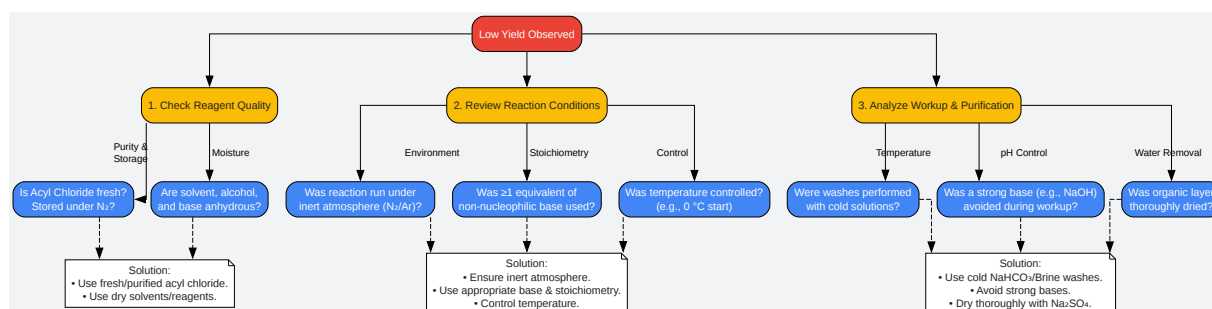 Low Yield Observed
1. Check Reagent Quality
2. Review Reaction Conditions
3. Analyze Workup & Purification
Purity &
Storage
Moisture
Environment
Stoichiometry
Control
Temperature
pH Control
Water Removal
Is Acyl Chloride fresh?
Stored under N₂?
Are solvent, alcohol,
and base anhydrous?
Was reaction run under
inert atmosphere (N₂/Ar)?
Was ≥1 equivalent of
non-nucleophilic base used?
Was temperature controlled?
(e.g., 0 °C start)
Were washes performed
with cold solutions?
Was a strong base (e.g., NaOH)
avoided during workup?
Was organic layer
thoroughly dried?
Solution:
• Use fresh/purified acyl chloride.
• Use dry solvents/reagents.
Solution:
• Ensure inert atmosphere.
• Use appropriate base & stoichiometry.
• Control temperature.
Solution:
• Use cold NaHCO₃/Brine washes.
• Avoid strong bases.
• Dry thoroughly with Na₂SO₄.